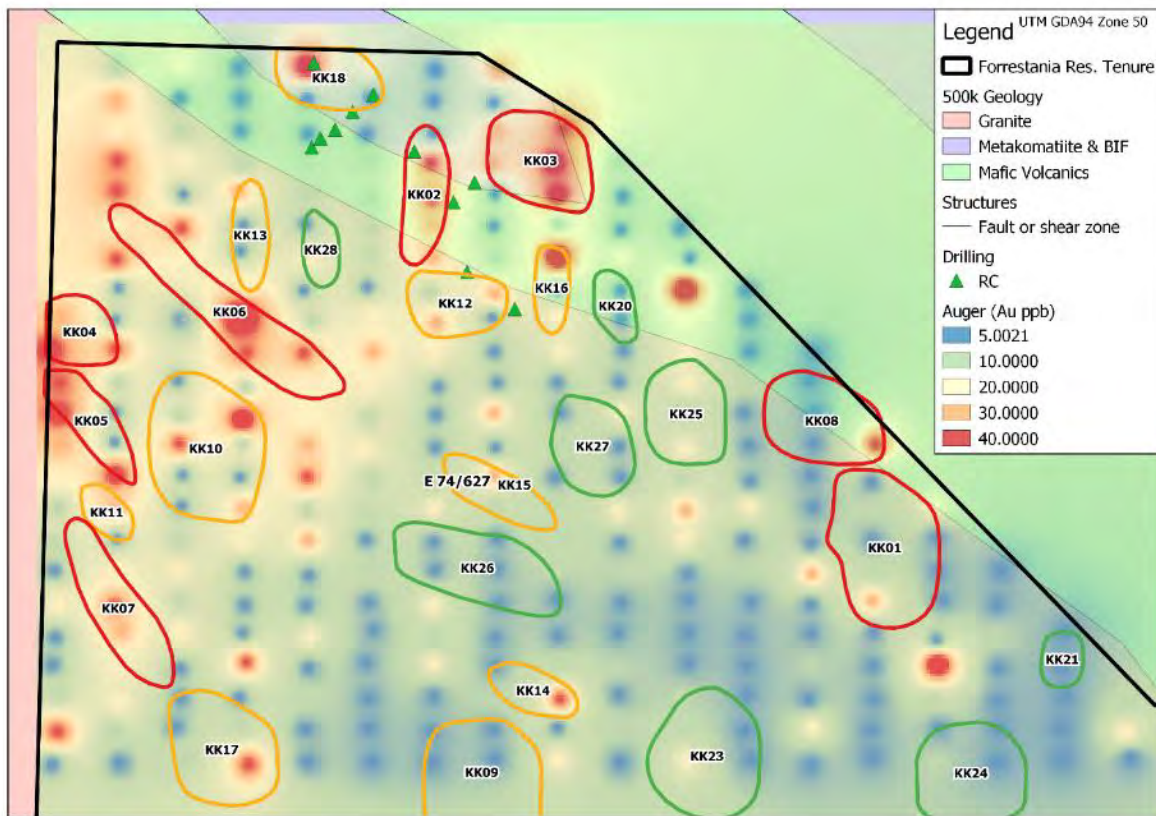 Legend UTM GDA94 Zone 50
Forrestania Res. Tenure
500k Geology
Granite
Metakomatiite & BIF
Mafic Volcanics
Structures
Fault or shear zone
Drilling
RC
Auger (Au ppb)
5.0021
10.0000
20.0000
30.0000
40.0000
KK18
KK03
KK02
KK13
KK28
KK16
KK12
KK20
KK06
KK04
KK25
KK05
KK08
KK10
KK27
E 74/627 KK15
KK11
KK01
KK26
KK07
KK21
KK14
KK17
KK23
KK09
KK24